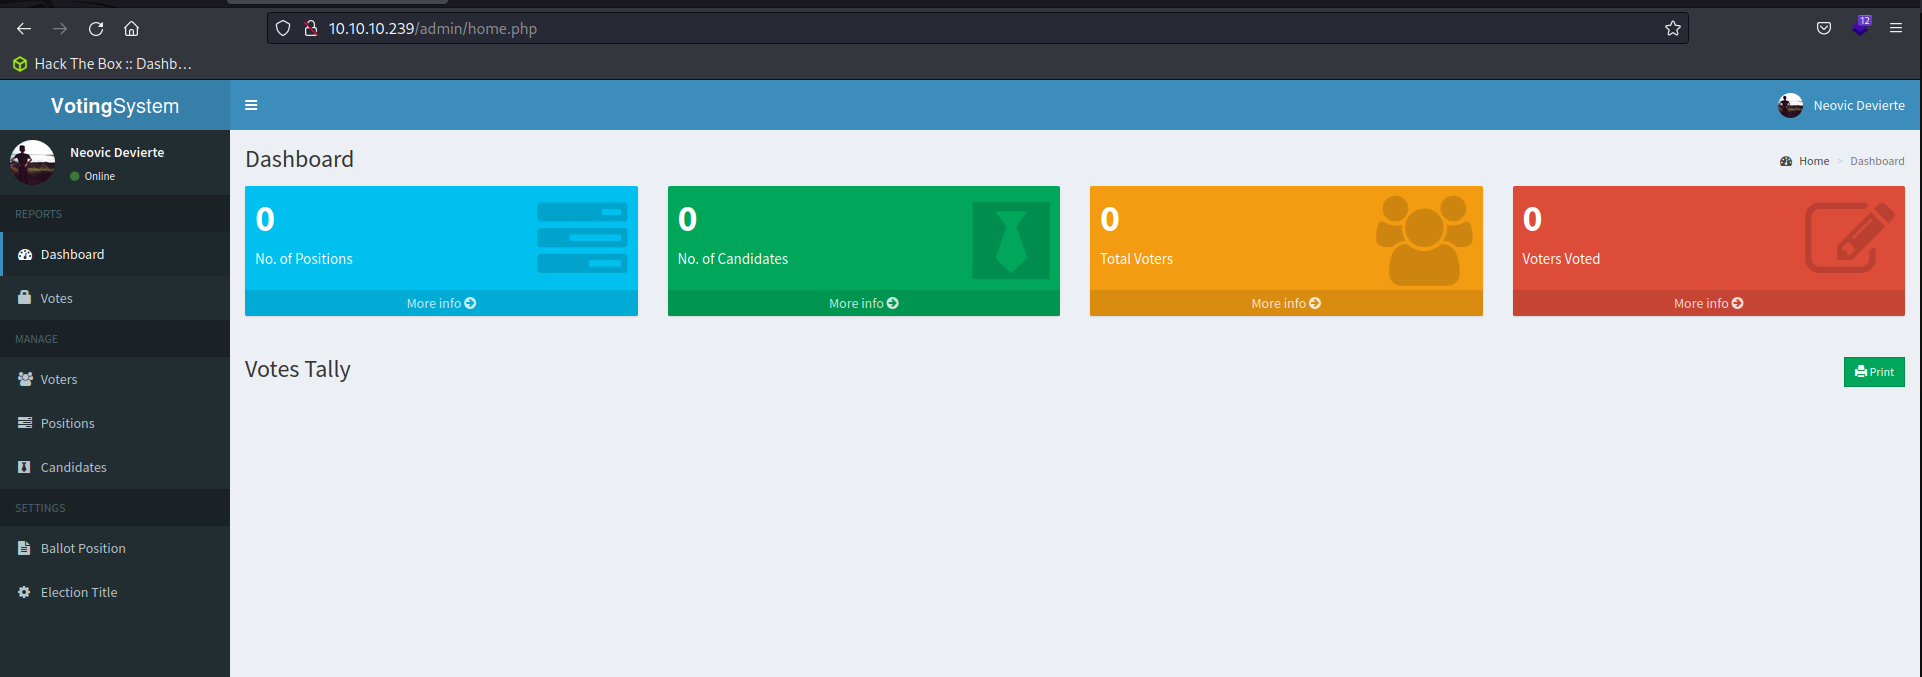 10.10.10.239/admin/home.php
12
Hack The Box :: Dashb…
VotingSystem
Neovic Devierte
Neovic Devierte
Online
Dashboard
Home > Dashboard
REPORTS
Dashboard
Votes
MANAGE
Voters
Positions
Candidates
SETTINGS
Ballot Position
Election Title
0
No. of Positions
More info
0
No. of Candidates
More info
0
Total Voters
More info
0
Voters Voted
More info
Votes Tally
Print